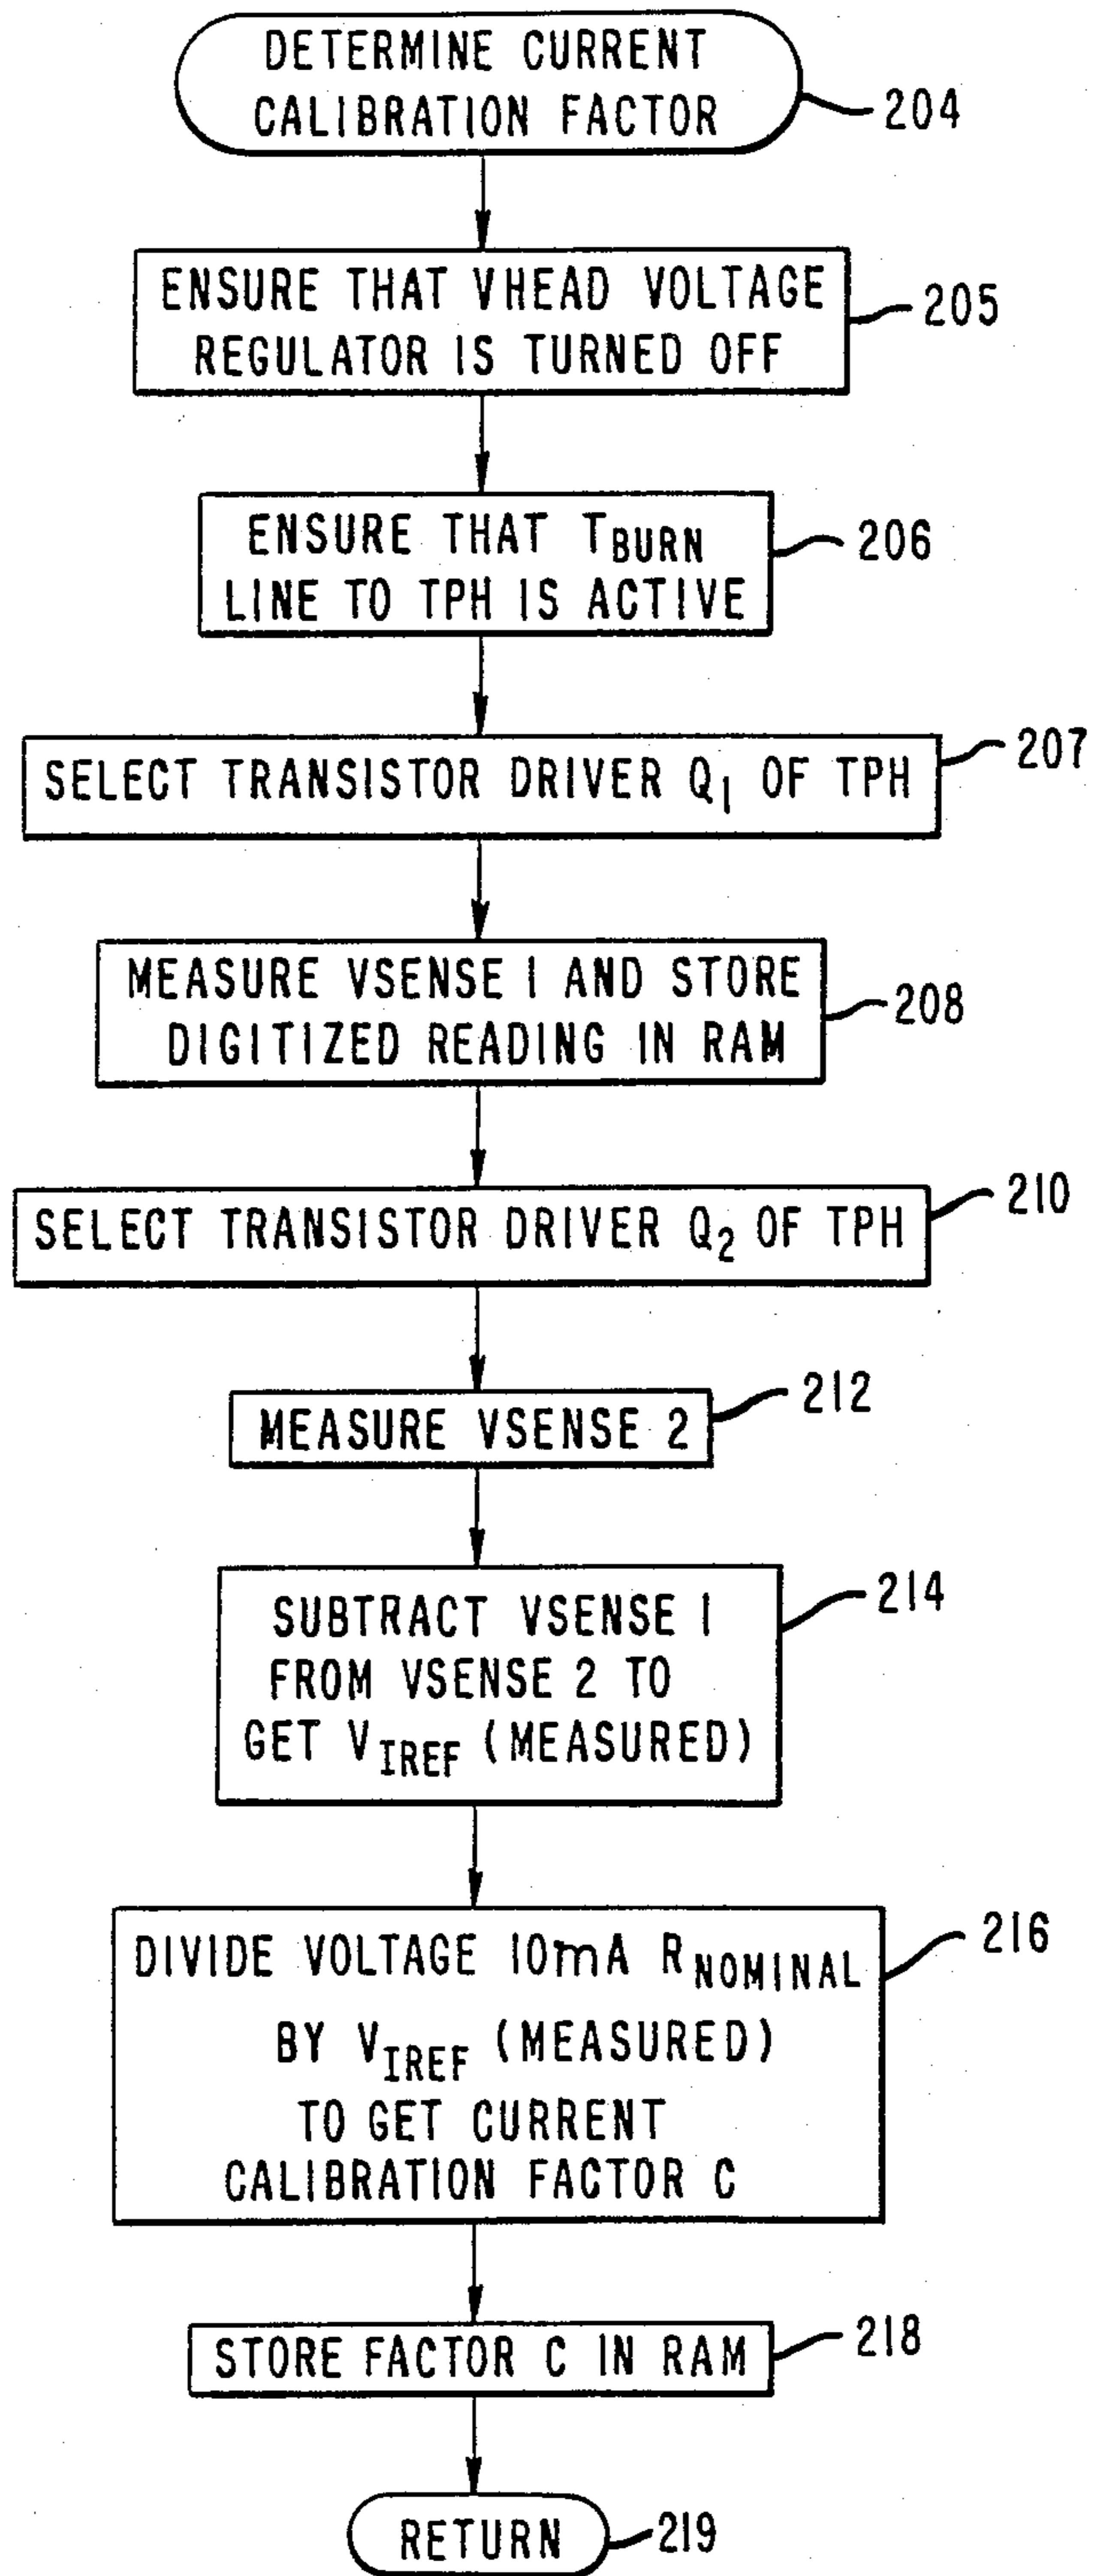 DETERMINE CURRENT
CALIBRATION FACTOR
204
ENSURE THAT VHEAD VOLTAGE
REGULATOR IS TURNED OFF
205
ENSURE THAT TBURN
LINE TO TPH IS ACTIVE
206
SELECT TRANSISTOR DRIVER Q1 OF TPH
207
MEASURE VSENSE 1 AND STORE
DIGITIZED READING IN RAM
208
SELECT TRANSISTOR DRIVER Q2 OF TPH
210
MEASURE VSENSE 2
212
SUBTRACT VSENSE 1
FROM VSENSE 2 TO
GET VIREF (MEASURED)
214
DIVIDE VOLTAGE 10mA RNOMINAL
BY VIREF (MEASURED)
TO GET CURRENT
CALIBRATION FACTOR C
216
STORE FACTOR C IN RAM
218
RETURN
219